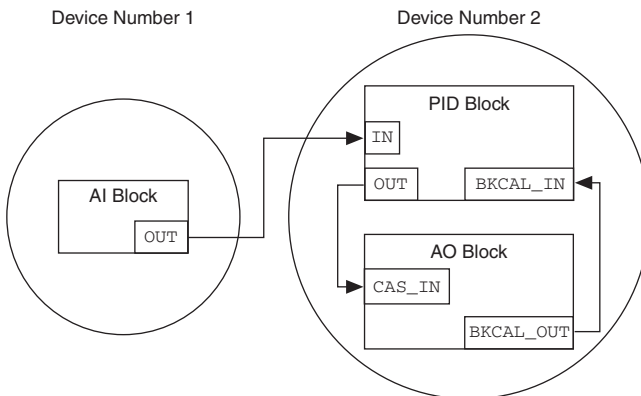 Device Number 1
Device Number 2
PID Block
IN
OUT
BKCAL_IN
AI Block
OUT
AO Block
CAS_IN
BKCAL_OUT